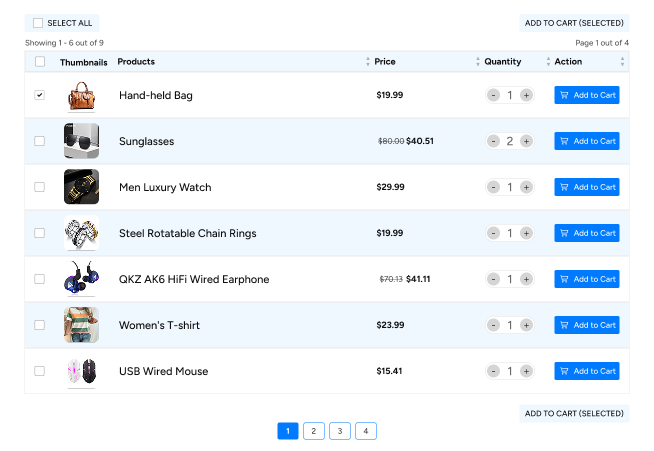 SELECT ALL ADD TO CART (SELECTED)
Showing 1 - 6 out of 9 Page 1 out of 4
Thumbnails Products Price Quantity Action
Hand-held Bag $19.99 - 1 + Add to Cart
Sunglasses $80.00 $40.51 - 2 + Add to Cart
Men Luxury Watch $29.99 - 1 + Add to Cart
Steel Rotatable Chain Rings $19.99 - 1 + Add to Cart
QKZ AK6 HiFi Wired Earphone $70.13 $41.11 - 1 + Add to Cart
Women's T-shirt $23.99 - 1 + Add to Cart
USB Wired Mouse $15.41 - 1 + Add to Cart
ADD TO CART (SELECTED)
1 2 3 4